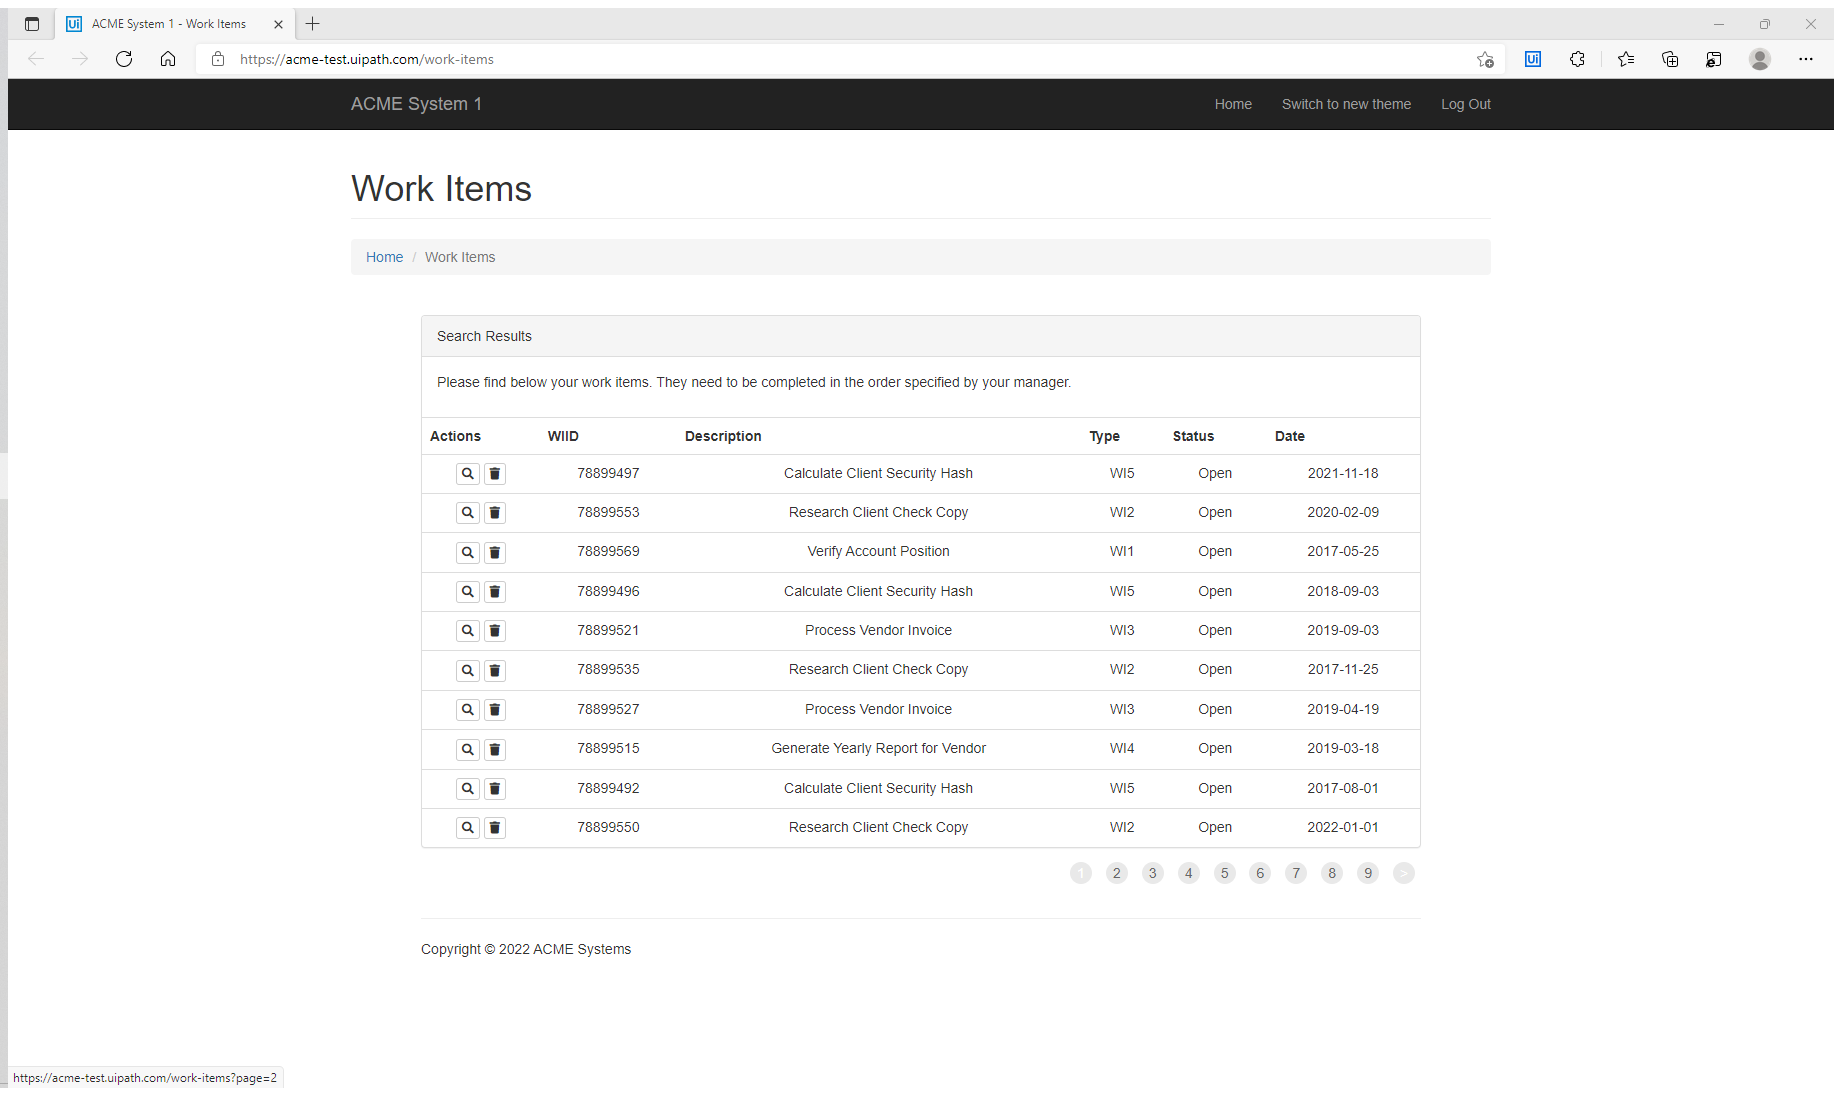 Ui ACME System 1 - Work Items
https://acme-test.uipath.com/work-items
Ui
ACME System 1 Home Switch to new theme Log Out
Work Items
Home / Work Items
Search Results
Please find below your work items. They need to be completed in the order specified by your manager.
Actions WIID Description Type Status Date
78899497 Calculate Client Security Hash WI5 Open 2021-11-18
78899553 Research Client Check Copy WI2 Open 2020-02-09
78899569 Verify Account Position WI1 Open 2017-05-25
78899496 Calculate Client Security Hash WI5 Open 2018-09-03
78899521 Process Vendor Invoice WI3 Open 2019-09-03
78899535 Research Client Check Copy WI2 Open 2017-11-25
78899527 Process Vendor Invoice WI3 Open 2019-04-19
78899515 Generate Yearly Report for Vendor WI4 Open 2019-03-18
78899492 Calculate Client Security Hash WI5 Open 2017-08-01
78899550 Research Client Check Copy WI2 Open 2022-01-01
1 2 3 4 5 6 7 8 9 >
Copyright © 2022 ACME Systems
https://acme-test.uipath.com/work-items?page=2